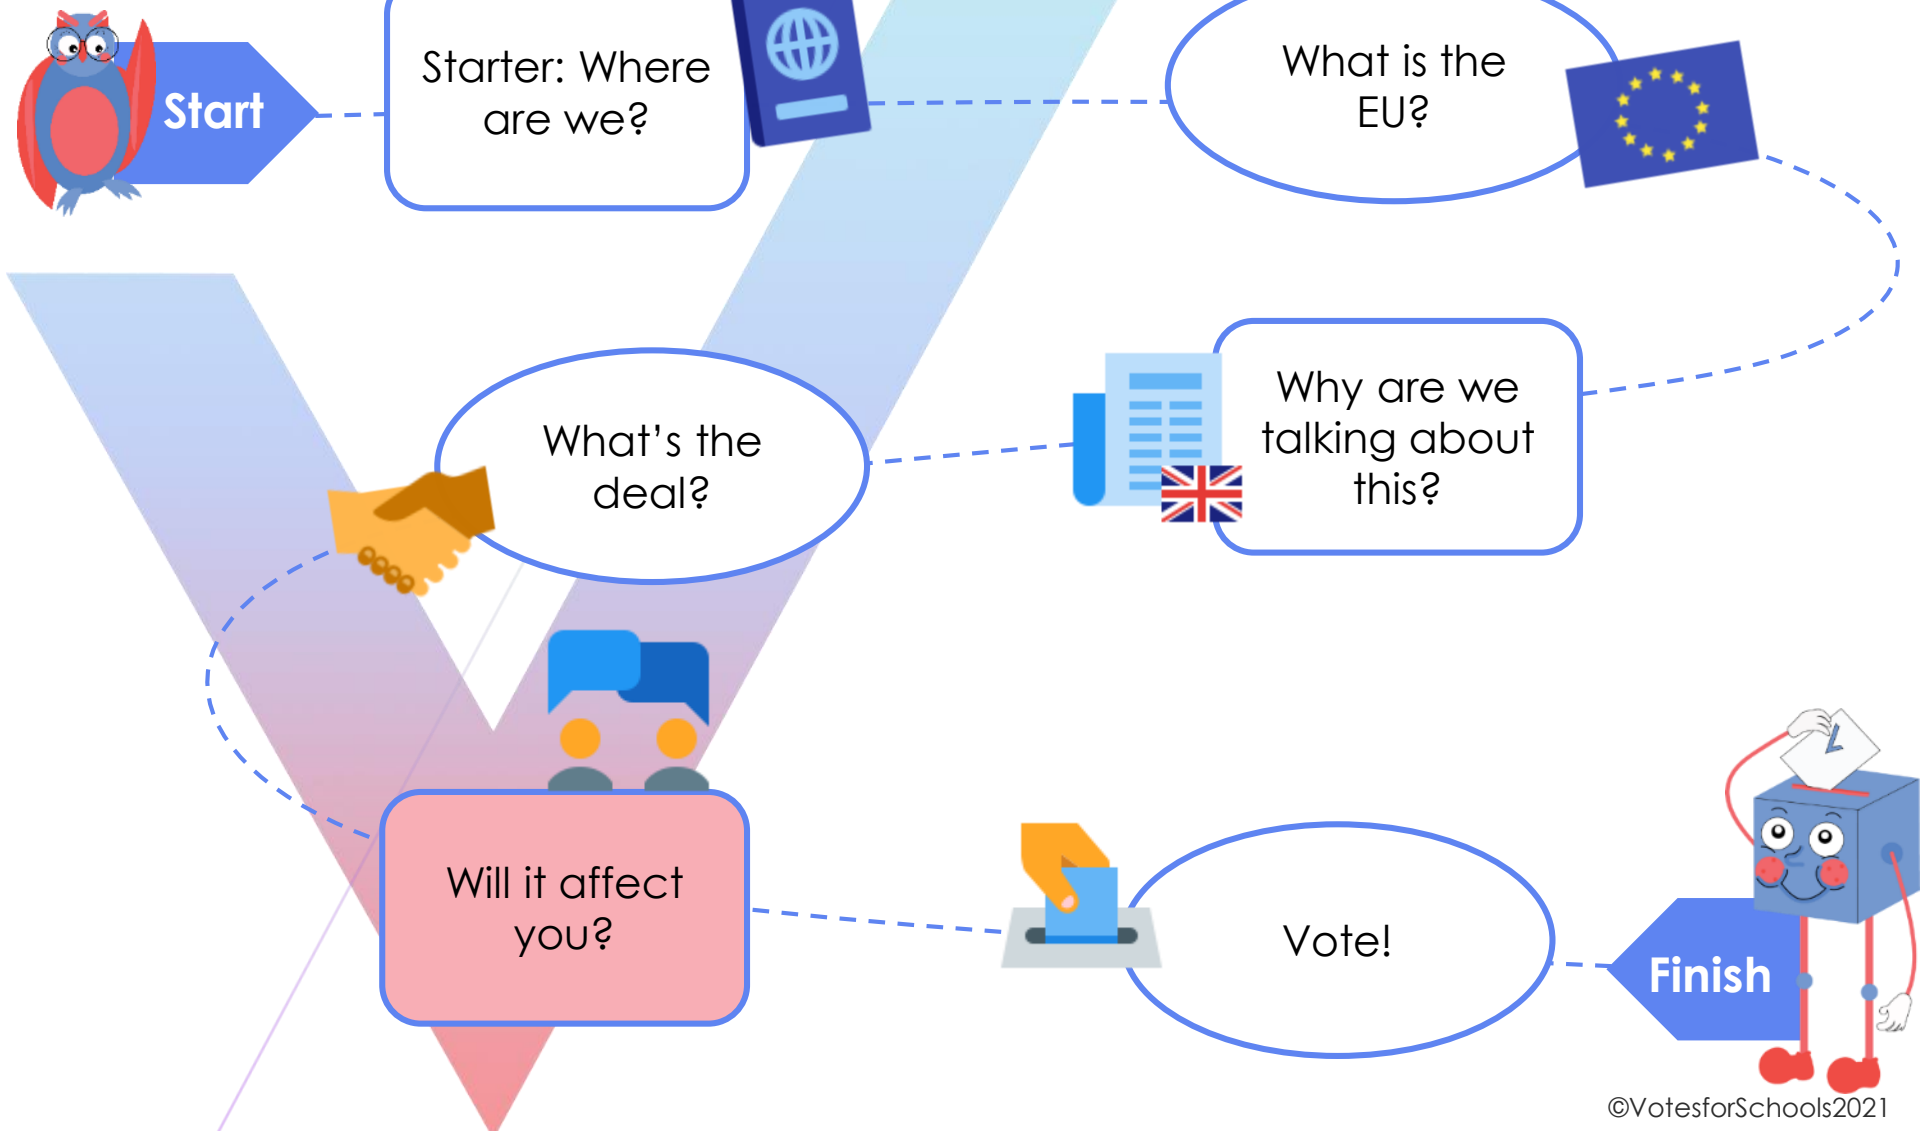 Start
Starter: Where
are we?
What is the
EU?
Why are we
talking about
this?
What’s the
deal?
Will it affect
you?
Vote!
Finish
©VotesforSchools2021